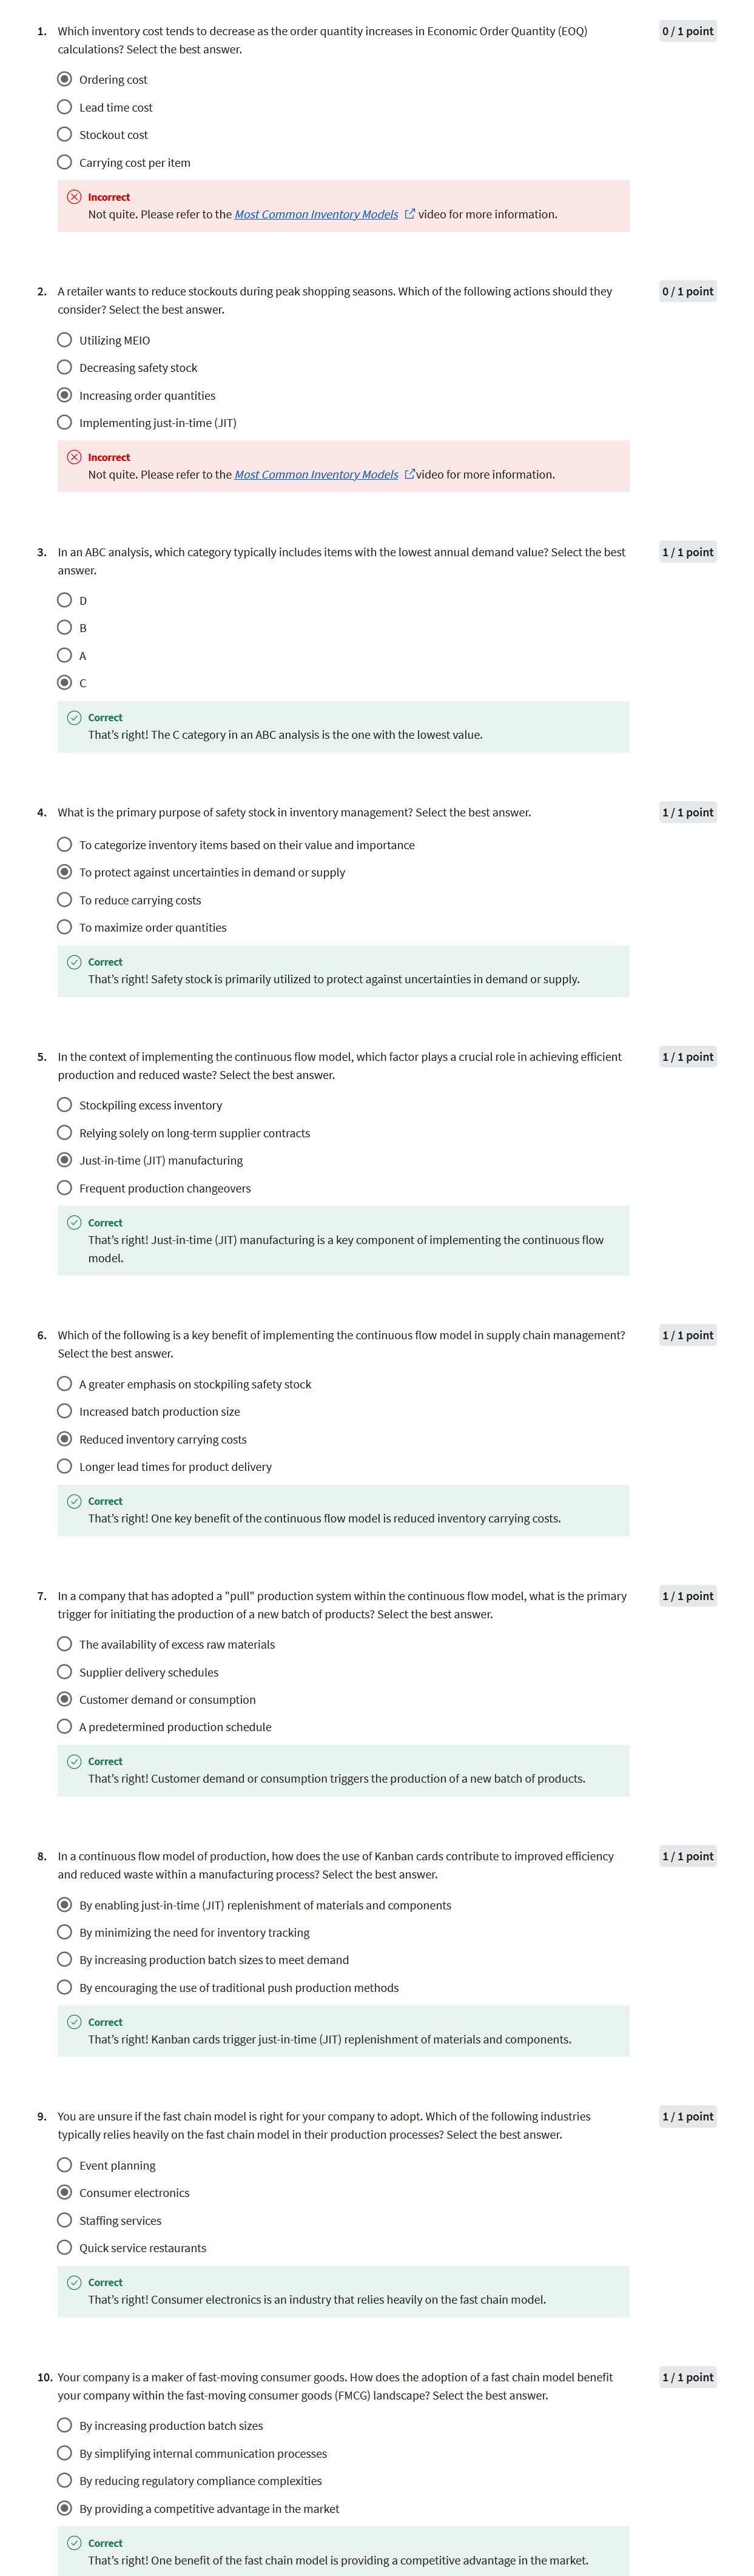 1. Which inventory cost tends to decrease as the order quantity increases in Economic Order Quantity (EOQ)
calculations? Select the best answer.
0 / 1 point
Ordering cost
Lead time cost
Stockout cost
Carrying cost per item
Incorrect
Not quite. Please refer to the Most Common Inventory Models video for more information.
2. A retailer wants to reduce stockouts during peak shopping seasons. Which of the following actions should they
consider? Select the best answer.
0 / 1 point
Utilizing MEIO
Decreasing safety stock
Increasing order quantities
Implementing just-in-time (JIT)
Incorrect
Not quite. Please refer to the Most Common Inventory Models video for more information.
3. In an ABC analysis, which category typically includes items with the lowest annual demand value? Select the best
answer.
1 / 1 point
D
B
A
C
Correct
That's right! The C category in an ABC analysis is the one with the lowest value.
4. What is the primary purpose of safety stock in inventory management? Select the best answer.
1 / 1 point
To categorize inventory items based on their value and importance
To protect against uncertainties in demand or supply
To reduce carrying costs
To maximize order quantities
Correct
That's right! Safety stock is primarily utilized to protect against uncertainties in demand or supply.
5. In the context of implementing the continuous flow model, which factor plays a crucial role in achieving efficient
production and reduced waste? Select the best answer.
1 / 1 point
Stockpiling excess inventory
Relying solely on long-term supplier contracts
Just-in-time (JIT) manufacturing
Frequent production changeovers
Correct
That's right! Just-in-time (JIT) manufacturing is a key component of implementing the continuous flow
model.
6. Which of the following is a key benefit of implementing the continuous flow model in supply chain management?
Select the best answer.
1 / 1 point
A greater emphasis on stockpiling safety stock
Increased batch production size
Reduced inventory carrying costs
Longer lead times for product delivery
Correct
That's right! One key benefit of the continuous flow model is reduced inventory carrying costs.
7. In a company that has adopted a "pull" production system within the continuous flow model, what is the primary
trigger for initiating the production of a new batch of products? Select the best answer.
1 / 1 point
The availability of excess raw materials
Supplier delivery schedules
Customer demand or consumption
A predetermined production schedule
Correct
That's right! Customer demand or consumption triggers the production of a new batch of products.
8. In a continuous flow model of production, how does the use of Kanban cards contribute to improved efficiency
and reduced waste within a manufacturing process? Select the best answer.
1 / 1 point
By enabling just-in-time (JIT) replenishment of materials and components
By minimizing the need for inventory tracking
By increasing production batch sizes to meet demand
By encouraging the use of traditional push production methods
Correct
That's right! Kanban cards trigger just-in-time (JIT) replenishment of materials and components.
9. You are unsure if the fast chain model is right for your company to adopt. Which of the following industries
typically relies heavily on the fast chain model in their production processes? Select the best answer.
1 / 1 point
Event planning
Consumer electronics
Staffing services
Quick service restaurants
Correct
That's right! Consumer electronics is an industry that relies heavily on the fast chain model.
10. Your company is a maker of fast-moving consumer goods. How does the adoption of a fast chain model benefit
your company within the fast-moving consumer goods (FMCG) landscape? Select the best answer.
1 / 1 point
By increasing production batch sizes
By simplifying internal communication processes
By reducing regulatory compliance complexities
By providing a competitive advantage in the market
Correct
That's right! One benefit of the fast chain model is providing a competitive advantage in the market.